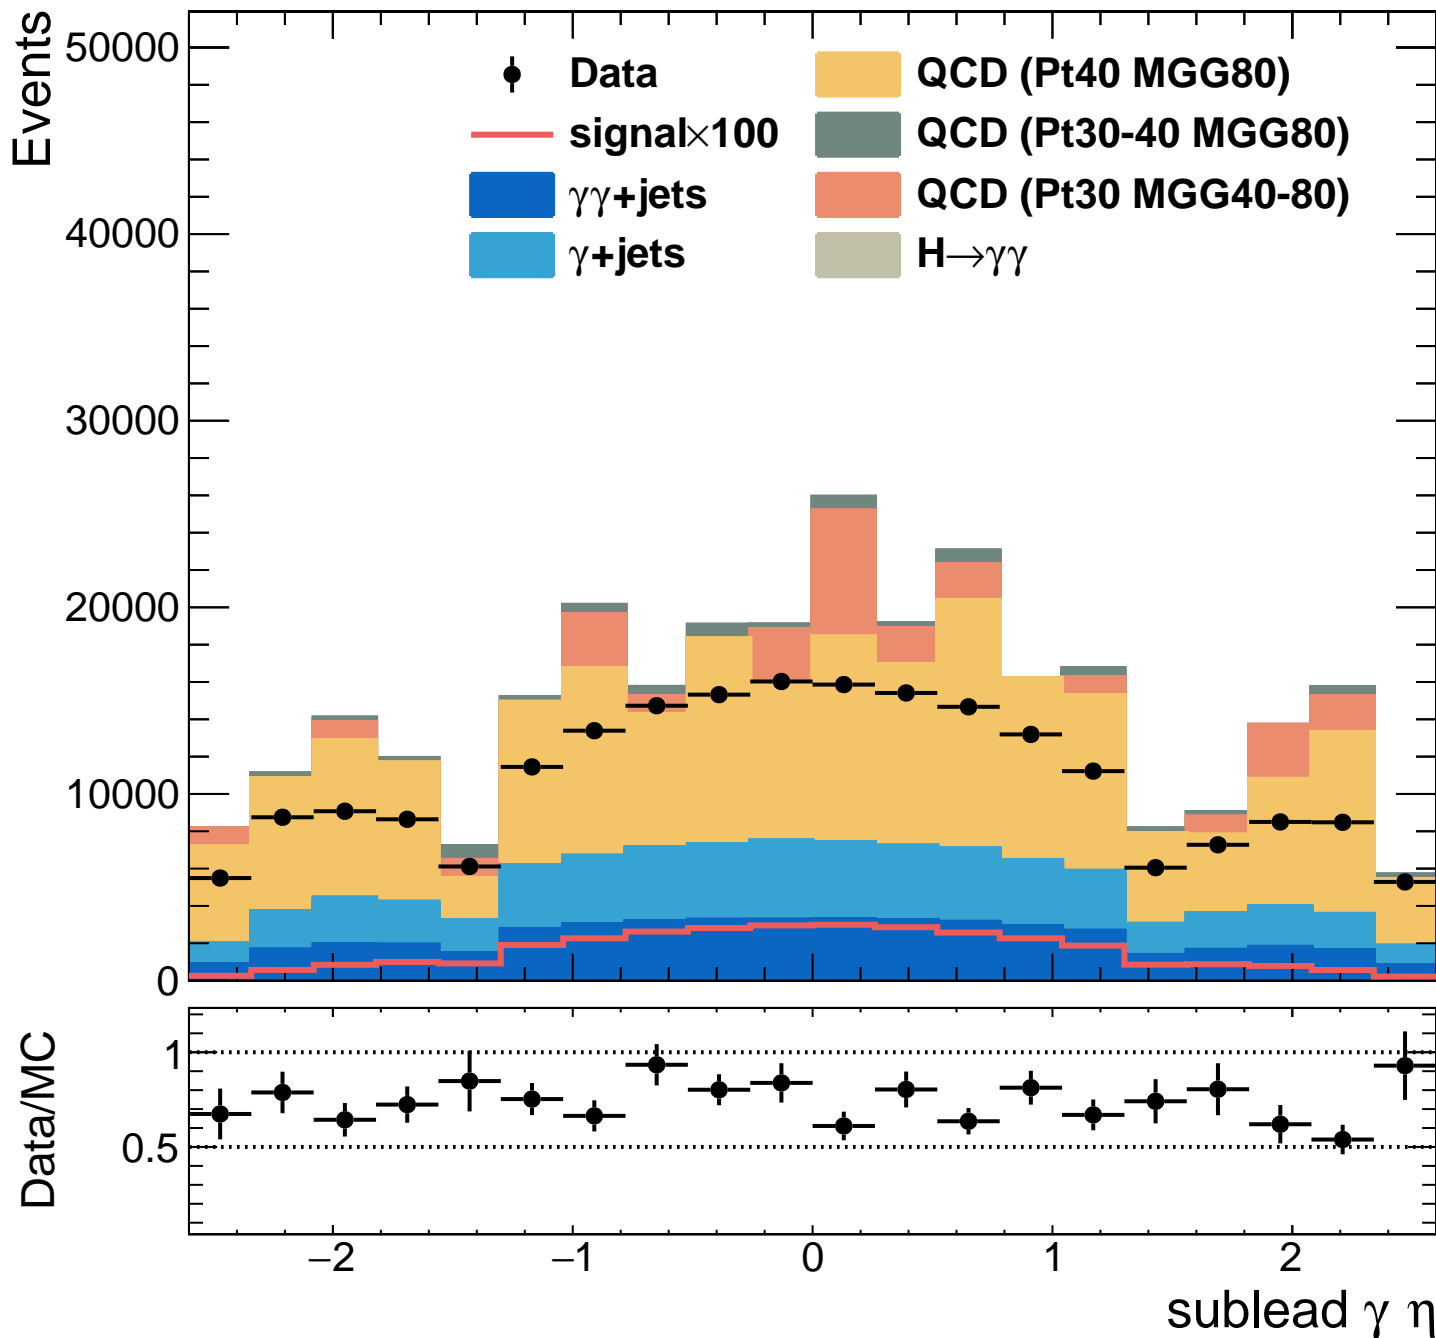 Events
50000
40000
30000
20000
10000
0
Data
signal×100
γγ+jets
γ+jets
QCD (Pt40 MGG80)
QCD (Pt30-40 MGG80)
QCD (Pt30 MGG40-80)
H→γγ
Data/MC
1
0.5
−2 −1 0 1 2
sublead γ η